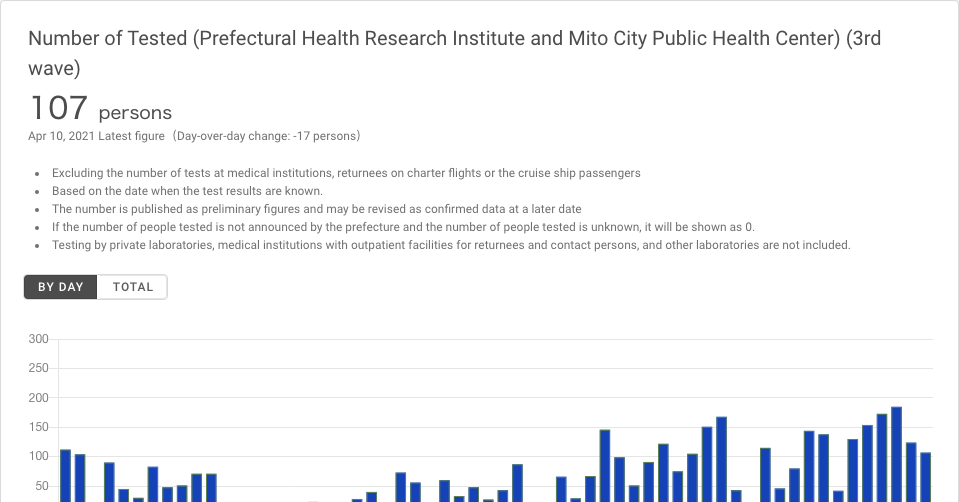 Number of Tested (Prefectural Health Research Institute and Mito City Public Health Center) (3rd
wave)
107 persons
Apr 10, 2021 Latest figure（Day-over-day change: -17 persons）
• Excluding the number of tests at medical institutions, returnees on charter flights or the cruise ship passengers
• Based on the date when the test results are known.
• The number is published as preliminary figures and may be revised as confirmed data at a later date
• If the number of people tested is not announced by the prefecture and the number of people tested is unknown, it will be shown as 0.
• Testing by private laboratories, medical institutions with outpatient facilities for returnees and contact persons, and other laboratories are not included.
BY DAY TOTAL
300
250
200
150
100
50